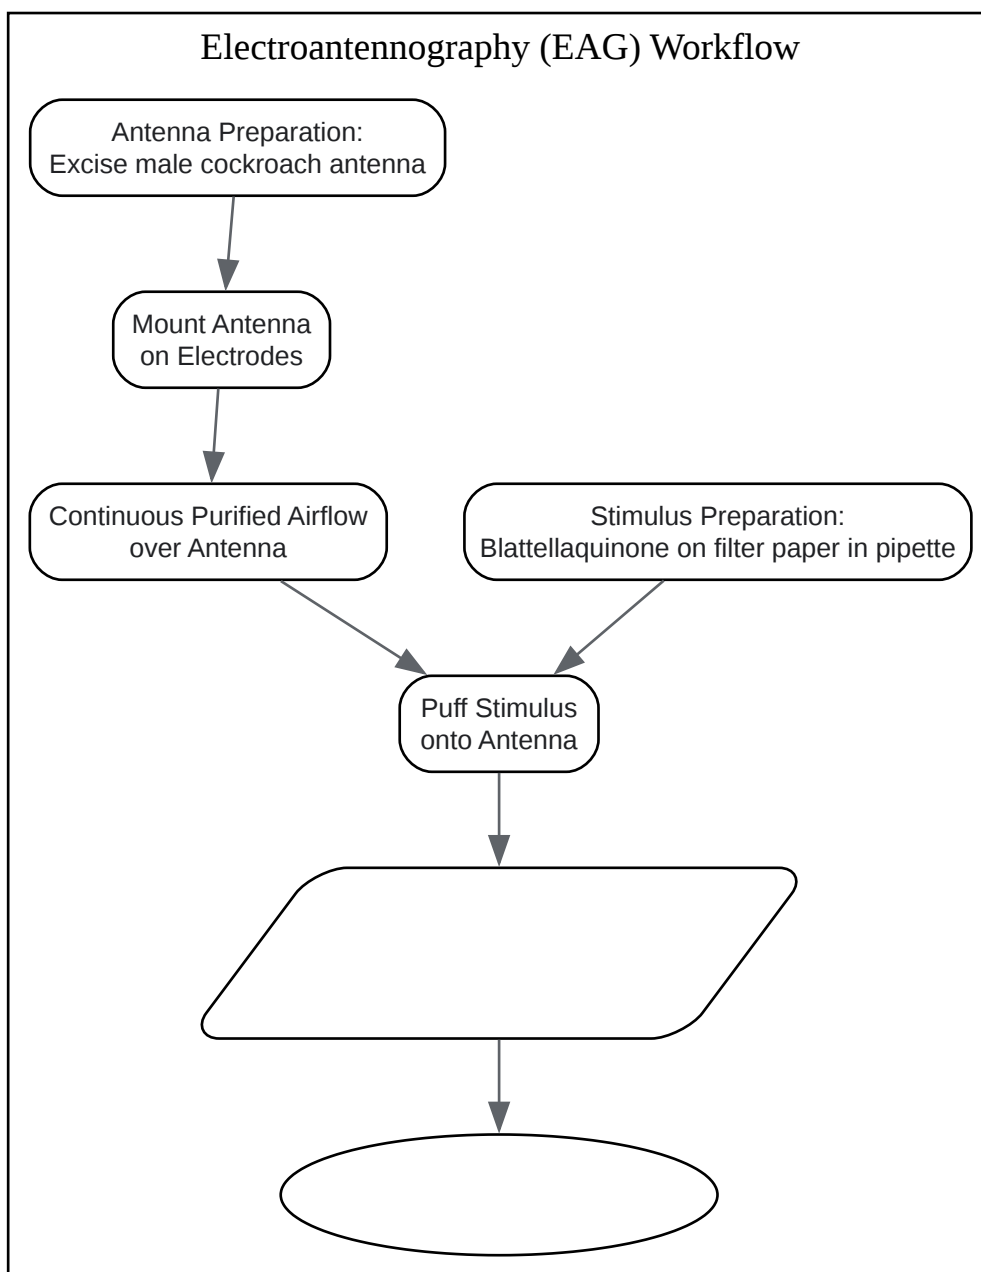 Electroantennography (EAG) Workflow
Antenna Preparation:
Excise male cockroach antenna
Mount Antenna
on Electrodes
Continuous Purified Airflow
over Antenna
Stimulus Preparation:
Blattellaquinone on filter paper in pipette
Puff Stimulus
onto Antenna